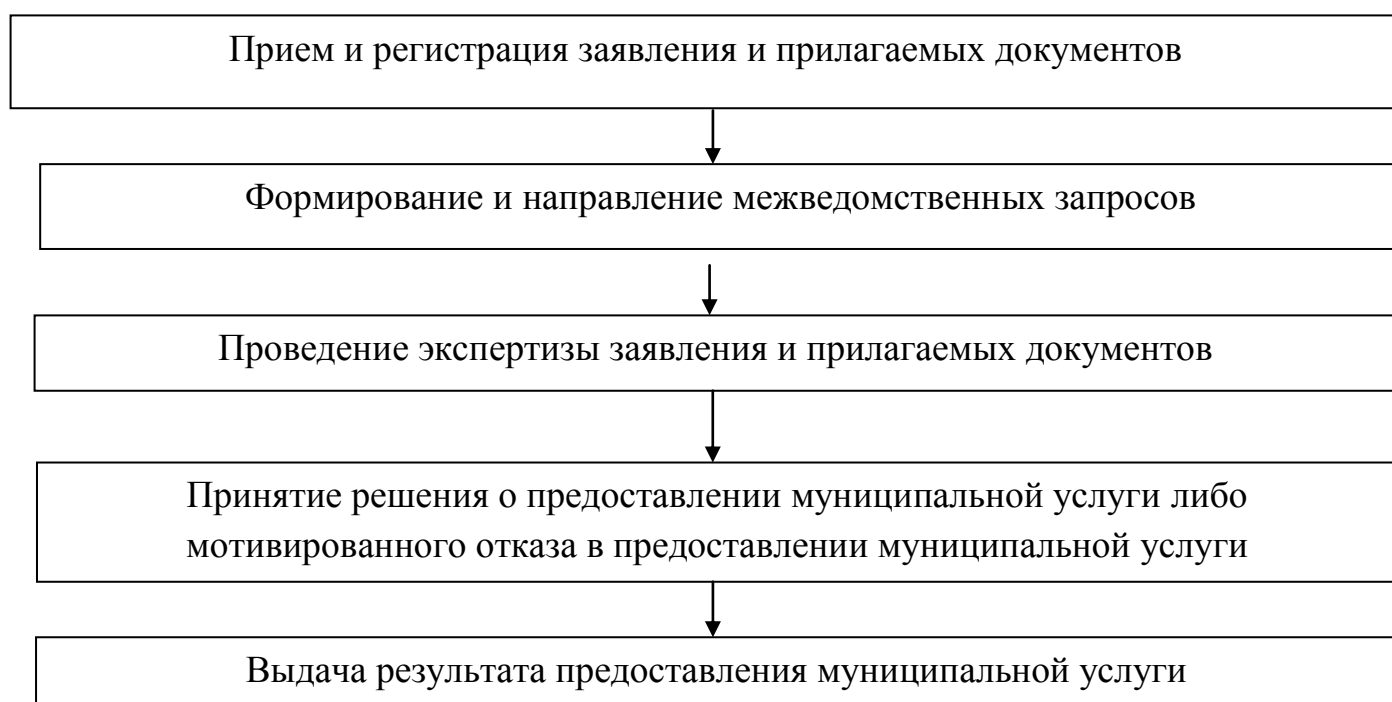 Прием и регистрация заявления и прилагаемых документов
Формирование и направление межведомственных запросов
Проведение экспертизы заявления и прилагаемых документов
Принятие решения о предоставлении муниципальной услуги либо
мотивированного отказа в предоставлении муниципальной услуги
Выдача результата предоставления муниципальной услуги